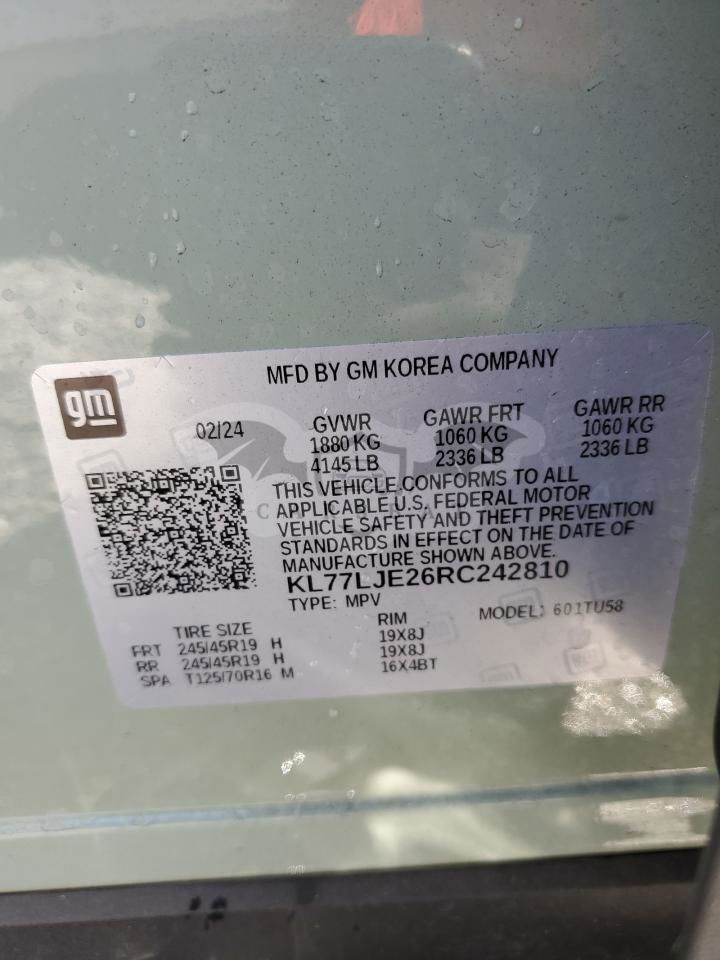 MFD BY GM KOREA COMPANY
gm
02/24
GVWR
1880 KG
4145 LB
GAWR FRT
1060 KG
2336 LB
GAWR RR
1060 KG
2336 LB
THIS VEHICLE CONFORMS TO ALL
APPLICABLE U.S. FEDERAL MOTOR
VEHICLE SAFETY AND THEFT PREVENTION
STANDARDS IN EFFECT ON THE DATE OF
MANUFACTURE SHOWN ABOVE.
KL77LJE26RC242810
TYPE: MPV
MODEL: 601TU58
TIRE SIZE RIM
FRT 245/45R19 H 19X8J
RR 245/45R19 H 19X8J
SPA T125/70R16 M 16X4BT